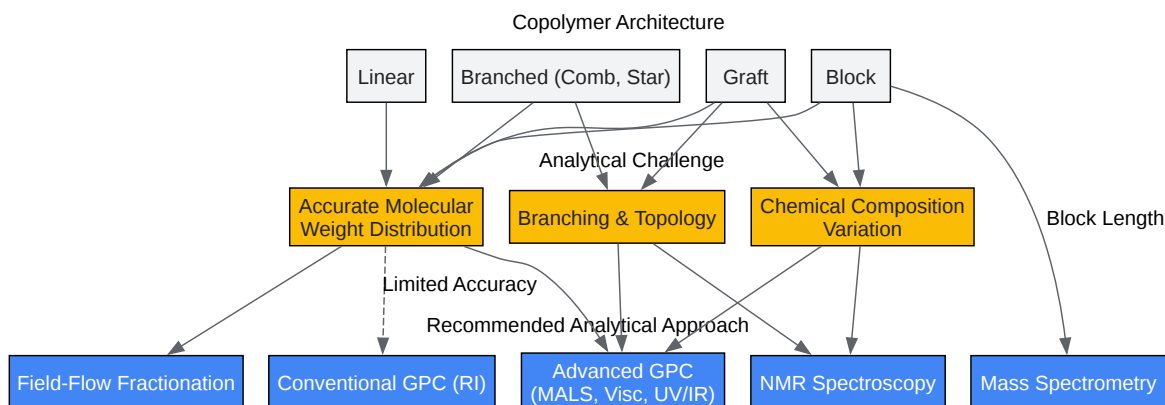 Copolymer Architecture
Linear
Branched (Comb, Star)
Graft
Block
Analytical Challenge
Accurate Molecular
Weight Distribution
Branching & Topology
Chemical Composition
Variation
Block Length
Limited Accuracy
Recommended Analytical Approach
Field-Flow Fractionation
Conventional GPC (RI)
Advanced GPC
(MALS, Visc, UV/IR)
NMR Spectroscopy
Mass Spectrometry